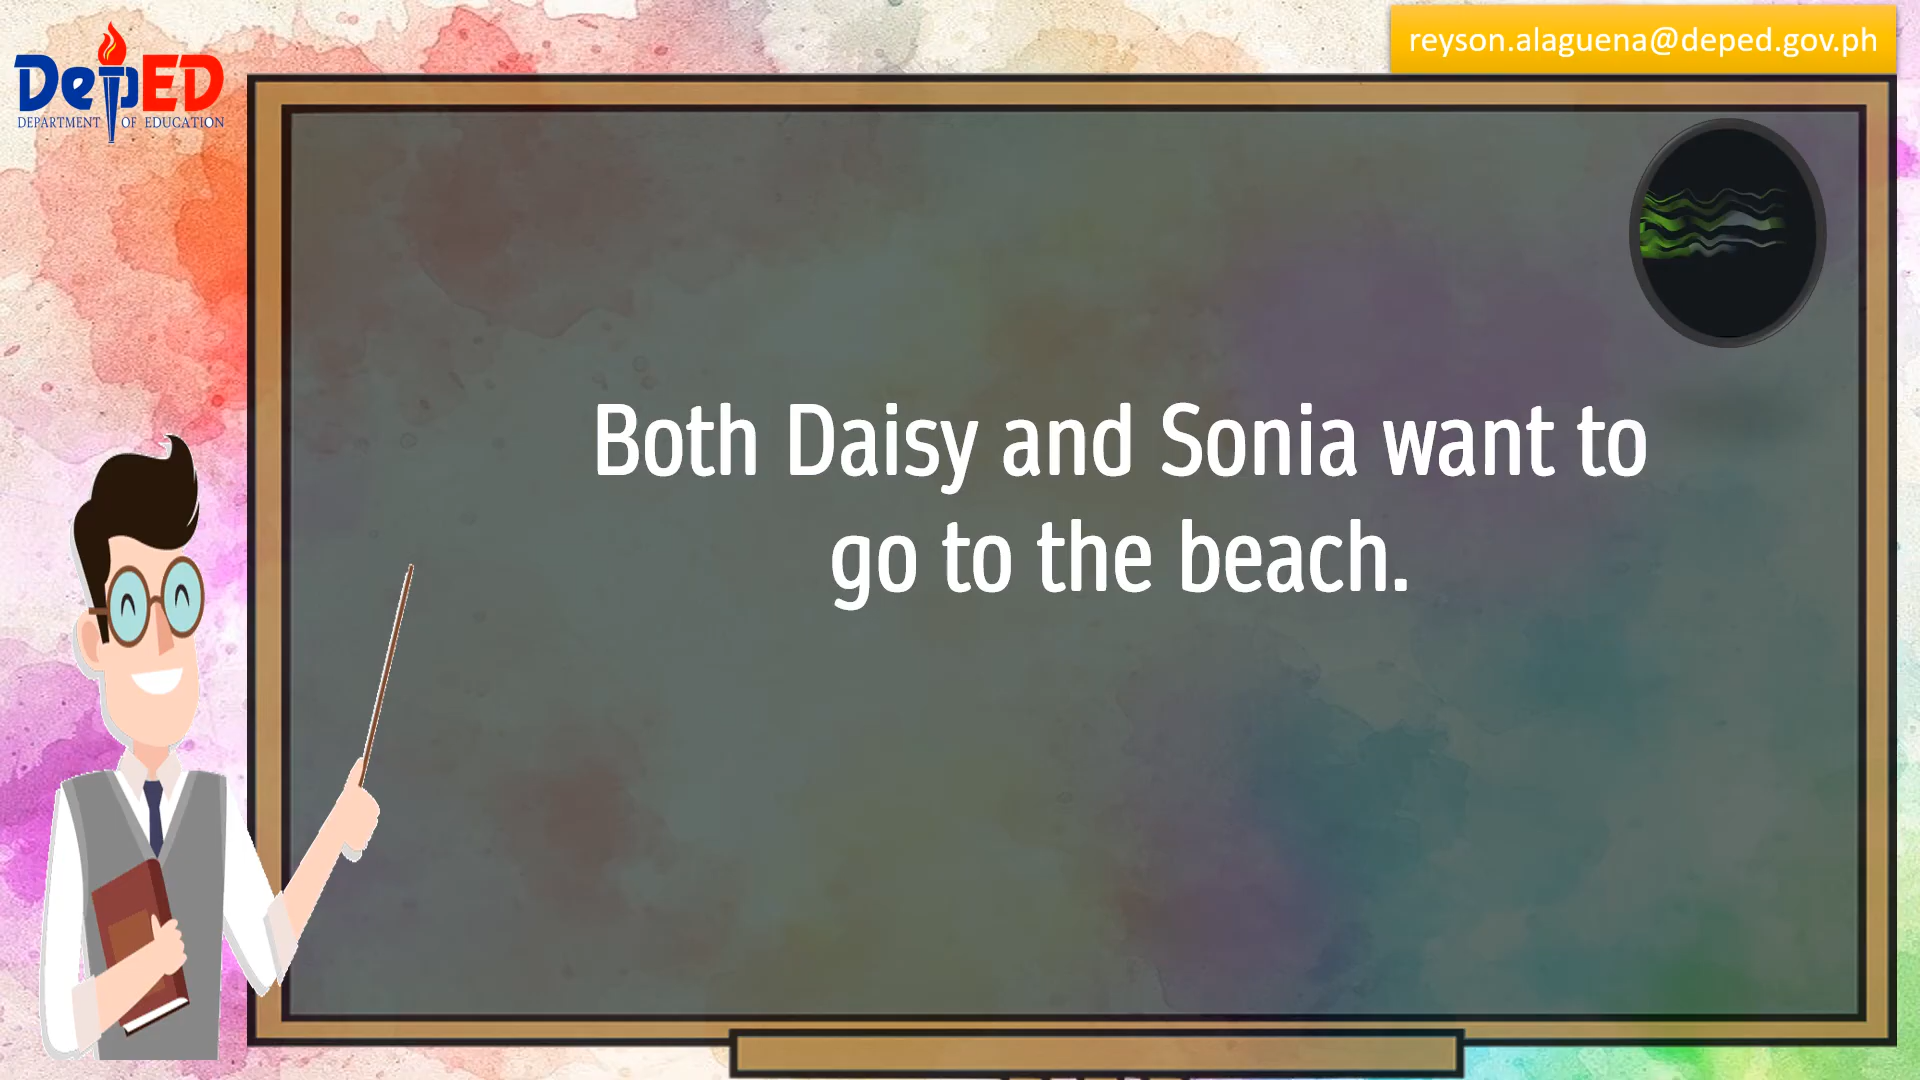 DepED
DEPARTMENT OF EDUCATION
reyson.alaguena@deped.gov.ph
Both Daisy and Sonia want to
go to the beach.